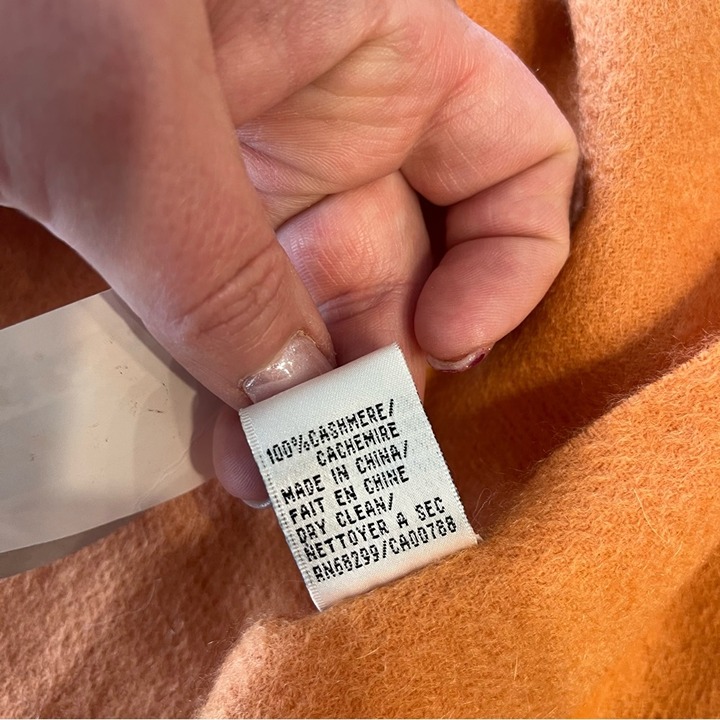 100%CASHMERE/
CACHEMIRE
MADE IN CHINA/
FAIT EN CHINE
DRY CLEAN/
NETTOYER A SEC
RN68299/CA00788